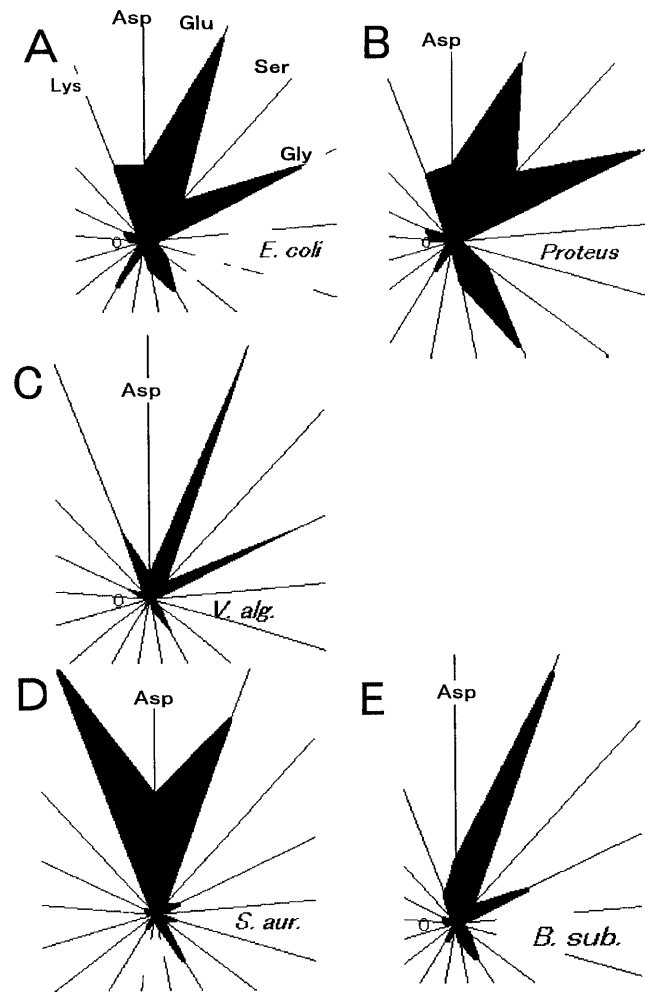 A
Asp
Glu
Ser
Lys
Gly
0
E. coli
B
Asp
0
Proteus
C
Asp
0
V. alg.
D
Asp
S. aur.
E
Asp
0
B. sub.